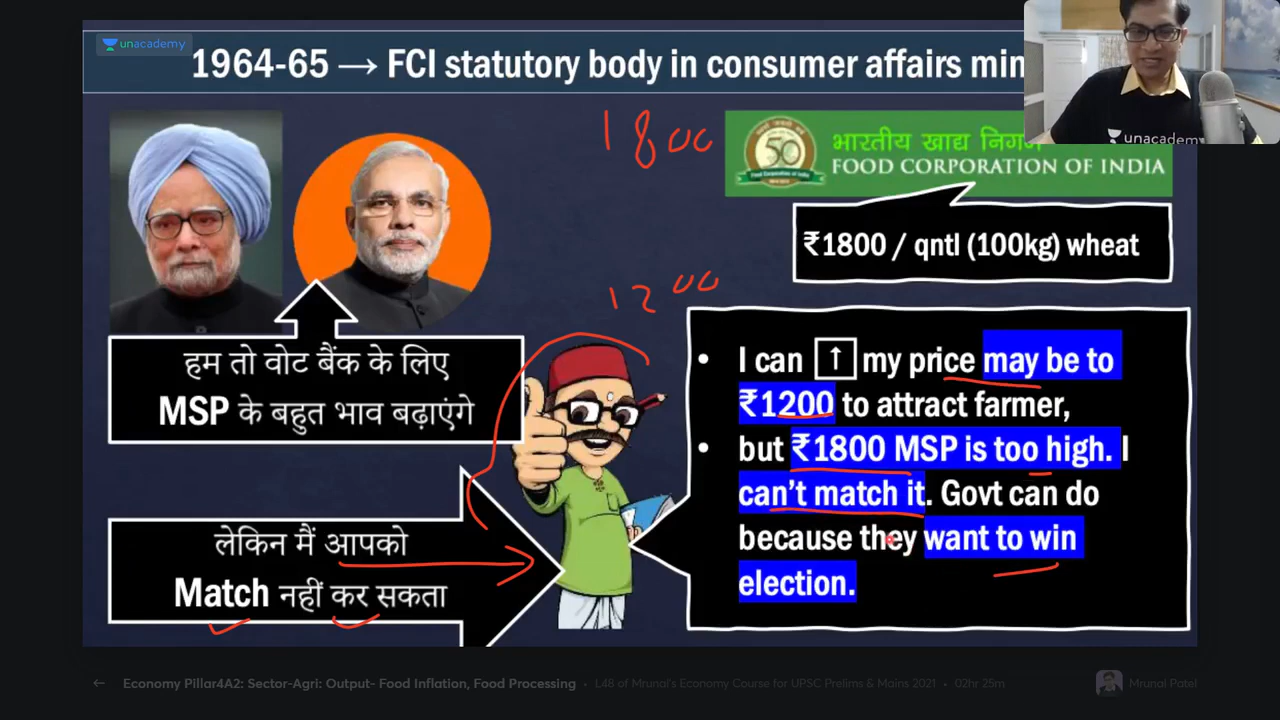 unacademy
1964-65 → FCI statutory body in consumer affairs min
unacademy
1800
50
भारतीय खाद्य निगम
FOOD CORPORATION OF INDIA
₹1800 / qntl (100kg) wheat
1200
हम तो वोट बैंक के लिए
MSP के बहुत भाव बढ़ाएंगे
• I can ↑ my price may be to
₹1200 to attract farmer,
• but ₹1800 MSP is too high. I
can't match it. Govt can do
because they want to win
election.
लेकिन मैं आपको
Match नहीं कर सकता
← Economy Pillar4A2: Sector-Agri: Output- Food Inflation, Food Processing • L48 of Mrunal's Economy Course for UPSC Prelims & Mains 2021 • 02hr 25m
Mrunal Patel